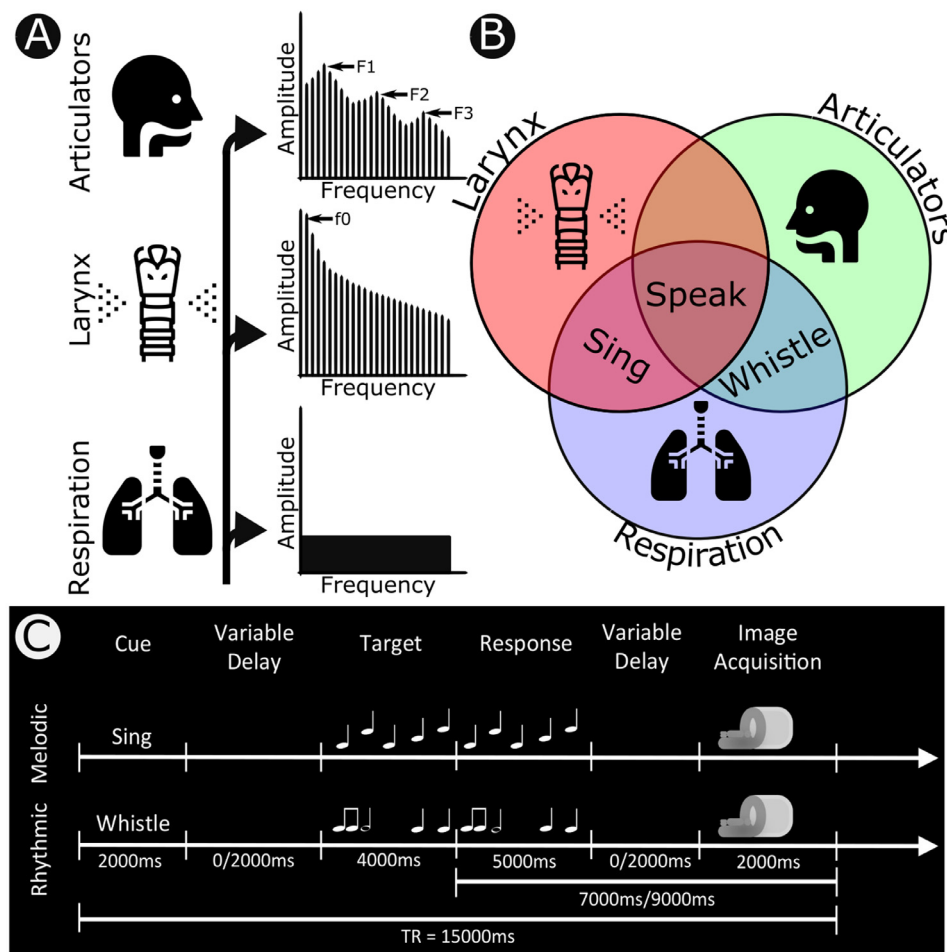 A
Articulators
Amplitude
F1
F2
F3
Frequency
Larynx
Amplitude
f0
Frequency
Respiration
Amplitude
Frequency
B
Larynx
Articulators
Speak
Sing
Whistle
Respiration
C
Cue
Variable
Delay
Target
Response
Variable
Delay
Image
Acquisition
Melodic
Sing
Rhythmic
Whistle
2000ms
0/2000ms
4000ms
5000ms
0/2000ms
2000ms
7000ms/9000ms
TR = 15000ms